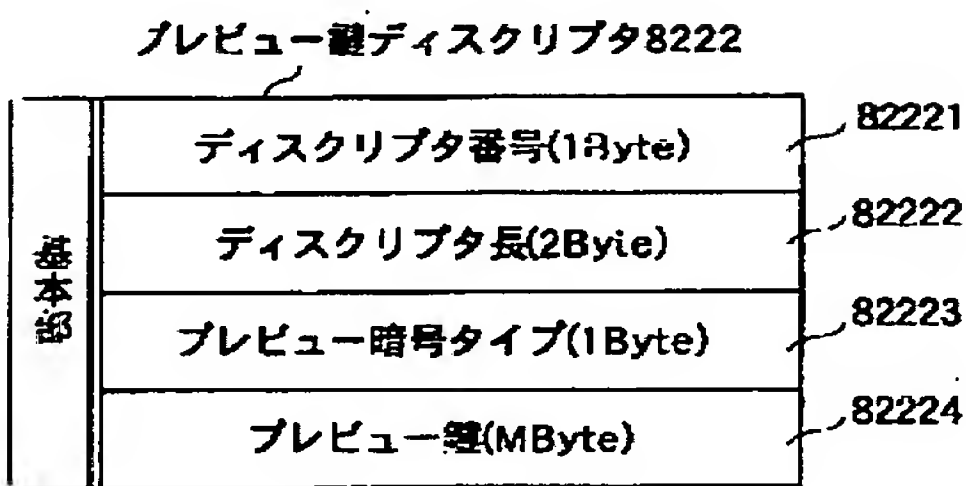 プレビュー鍵ディスクリプタ8222
ディスクリプタ番号(1Byte)
82221
ディスクリプタ長(2Byte)
82222
基本部
プレビュー暗号タイプ(1Byte)
82223
プレビュー鍵(MByte)
82224